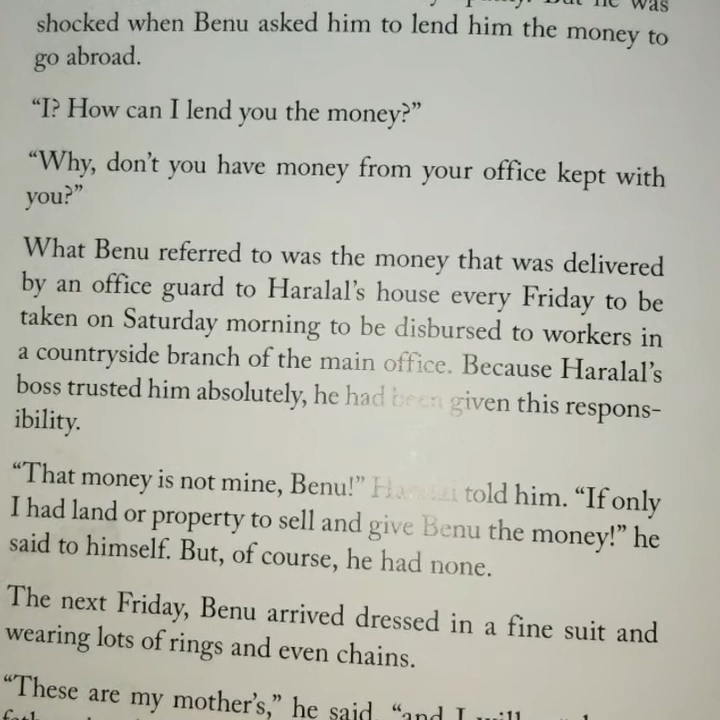 he was
shocked when Benu asked him to lend him the money to
go abroad.
“I? How can I lend you the money?”
“Why, don’t you have money from your office kept with
you?”
What Benu referred to was the money that was delivered
by an office guard to Haralal’s house every Friday to be
taken on Saturday morning to be disbursed to workers in
a countryside branch of the main office. Because Haralal’s
boss trusted him absolutely, he had been given this respons-
ibility.
“That money is not mine, Benu!” told him. “If only
I had land or property to sell and give Benu the money!” he
said to himself. But, of course, he had none.
The next Friday, Benu arrived dressed in a fine suit and
wearing lots of rings and even chains.
“These are my mother’s,” he said, “and I will